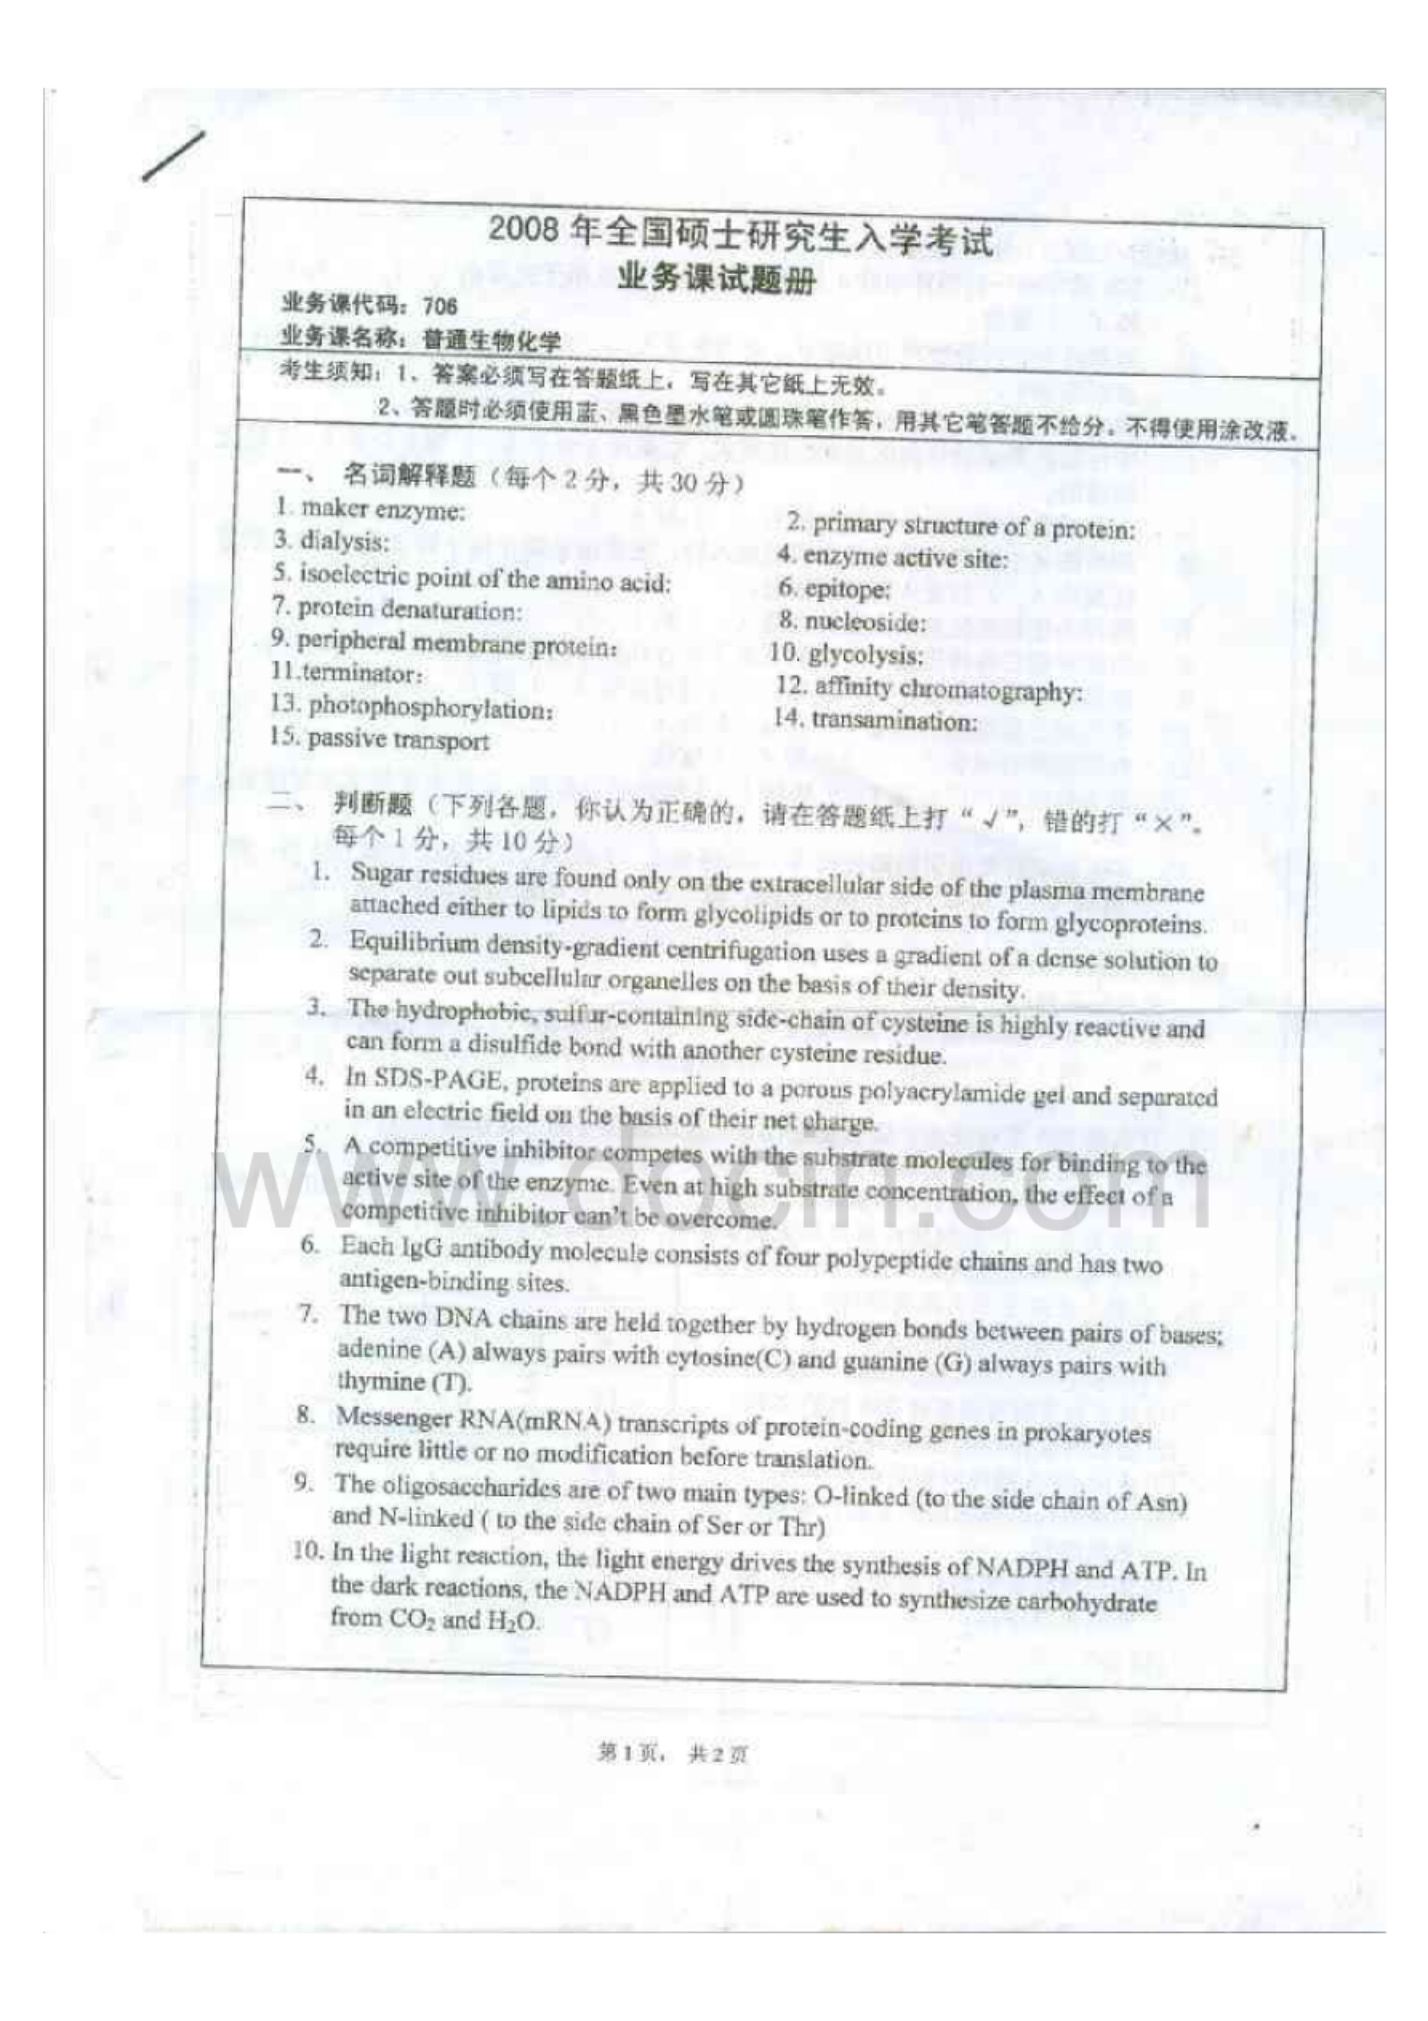 2008 年全国硕士研究生入学考试
业务课试题册
业务课代码：706
业务课名称：普通生物化学
考生须知：1、答案必须写在答题纸上，写在其它纸上无效。
2、答题时必须使用蓝、黑色墨水笔或圆珠笔作答，用其它笔答题不给分。不得使用涂改液。
一、 名词解释题（每个 2 分，共 30 分）
1. maker enzyme: 2. primary structure of a protein:
3. dialysis: 4. enzyme active site:
5. isoelectric point of the amino acid: 6. epitope:
7. protein denaturation: 8. nucleoside:
9. peripheral membrane protein: 10. glycolysis:
11.terminator: 12. affinity chromatography:
13. photophosphorylation: 14. transamination:
15. passive transport
二、 判断题（下列各题，你认为正确的，请在答题纸上打“√”，错的打“×”。
每个 1 分，共 10 分）
1. Sugar residues are found only on the extracellular side of the plasma membrane
attached either to lipids to form glycolipids or to proteins to form glycoproteins.
2. Equilibrium density-gradient centrifugation uses a gradient of a dense solution to
separate out subcellular organelles on the basis of their density.
3. The hydrophobic, sulfur-containing side-chain of cysteine is highly reactive and
can form a disulfide bond with another cysteine residue.
4. In SDS-PAGE, proteins are applied to a porous polyacrylamide gel and separated
in an electric field on the basis of their net charge.
5. A competitive inhibitor competes with the substrate molecules for binding to the
active site of the enzyme. Even at high substrate concentration, the effect of a
competitive inhibitor can't be overcome.
www.docin.com
6. Each IgG antibody molecule consists of four polypeptide chains and has two
antigen-binding sites.
7. The two DNA chains are held together by hydrogen bonds between pairs of bases;
adenine (A) always pairs with cytosine(C) and guanine (G) always pairs with
thymine (T).
8. Messenger RNA(mRNA) transcripts of protein-coding genes in prokaryotes
require little or no modification before translation.
9. The oligosaccharides are of two main types: O-linked (to the side chain of Asn)
and N-linked ( to the side chain of Ser or Thr)
10. In the light reaction, the light energy drives the synthesis of NADPH and ATP. In
the dark reactions, the NADPH and ATP are used to synthesize carbohydrate
from CO₂ and H₂O.
第 1 页， 共 2 页